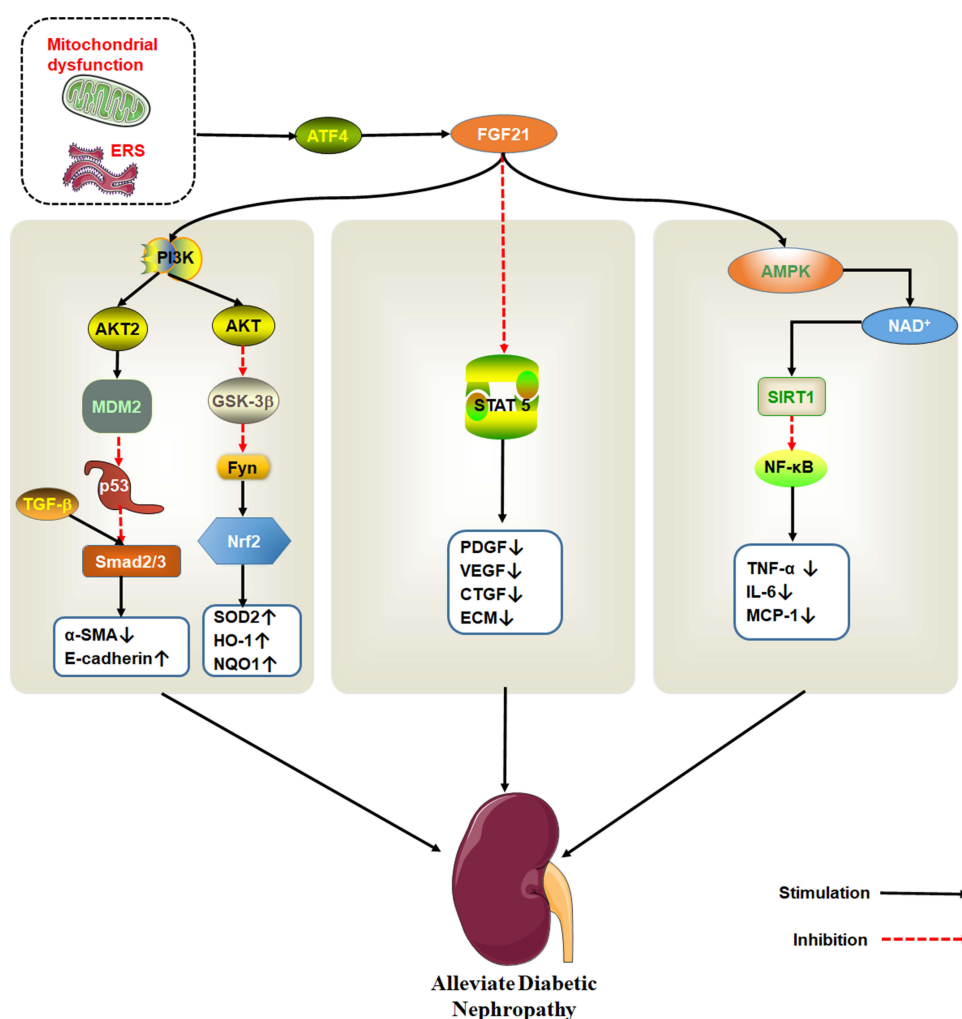 Mitochondrial
dysfunction
ERS
ATF4
FGF21
PI3K
AKT2
AKT
MDM2
GSK-3β
p53
Fyn
TGF-β
Smad2/3
Nrf2
α-SMA↓
E-cadherin↑
SOD2↑
HO-1↑
NQO1↑
STAT 5
PDGF↓
VEGF↓
CTGF↓
ECM↓
AMPK
NAD⁺
SIRT1
NF-κB
TNF-α ↓
IL-6↓
MCP-1↓
Alleviate Diabetic
Nephropathy
Stimulation
Inhibition